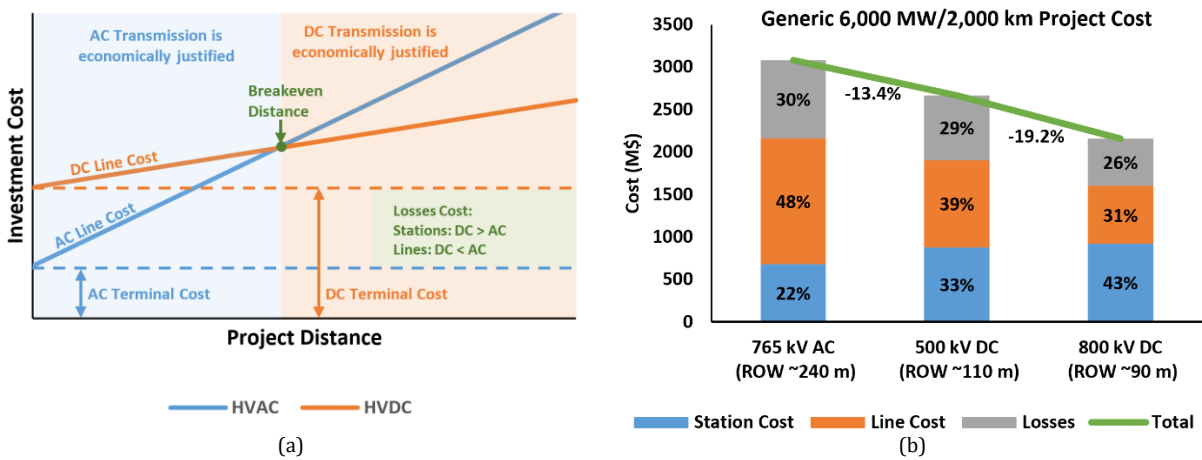 AC Transmission is
economically justified
DC Transmission is
economically justified
Breakeven
Distance
DC Line Cost
AC Line Cost
Losses Cost:
Stations: DC > AC
Lines: DC < AC
AC Terminal Cost
DC Terminal Cost
Investment Cost
Project Distance
HVAC
HVDC
(a)
Generic 6,000 MW/2,000 km Project Cost
Cost (M$)
3500
3000
2500
2000
1500
1000
500
0
30%
48%
22%
-13.4%
29%
39%
33%
-19.2%
26%
31%
43%
765 kV AC
(ROW ~240 m)
500 kV DC
(ROW ~110 m)
800 kV DC
(ROW ~90 m)
Station Cost
Line Cost
Losses
Total
(b)